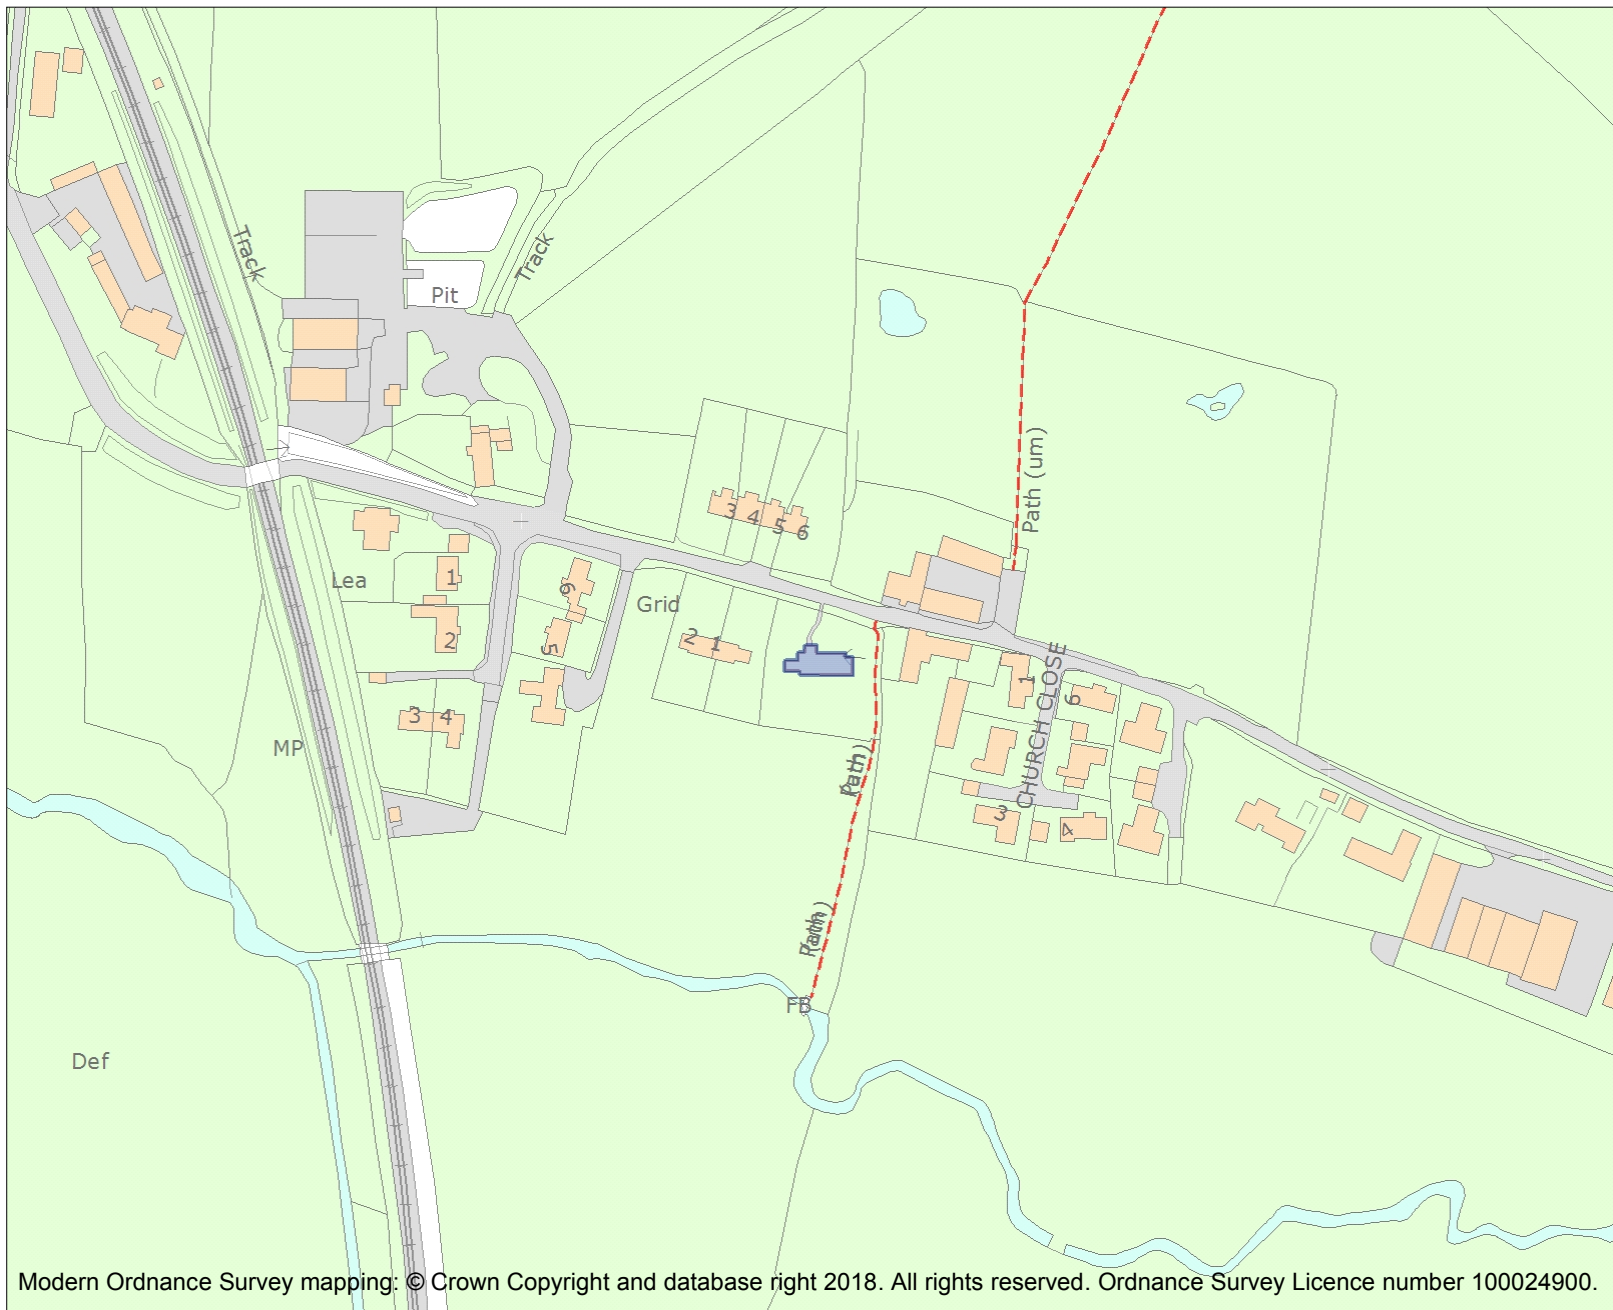 Track
Track
Pit
Path (um)
3
4
5
6
Lea
1
9
Grid
2
5
2
1
CHURCH CLOSE
1
6
3
4
MP
Path
3
4
Path
FB
Def
Modern Ordnance Survey mapping: © Crown Copyright and database right 2018. All rights reserved. Ordnance Survey Licence number 100024900.